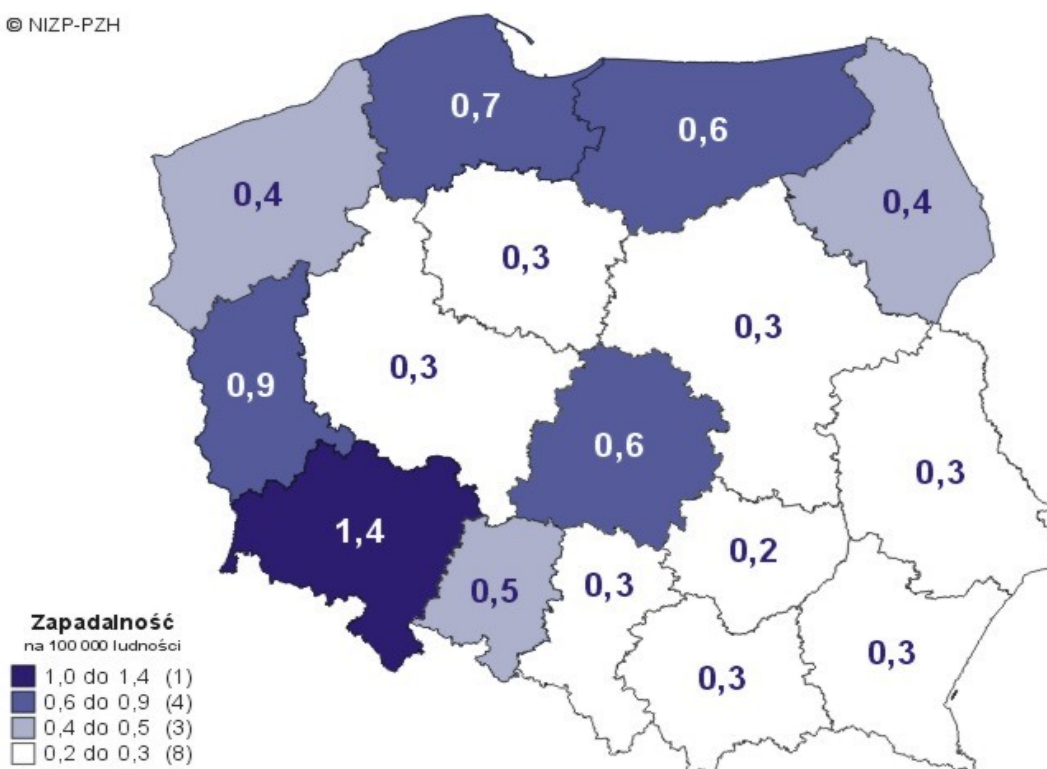 © NIZP-PZH
0,7
0,6
0,4
0,4
0,3
0,3
0,3
0,9
0,6
0,3
1,4
0,2
0,5
0,3
0,3
0,3
Zapadalność
na 100 000 ludności
1,0 do 1,4 (1)
0,6 do 0,9 (4)
0,4 do 0,5 (3)
0,2 do 0,3 (8)